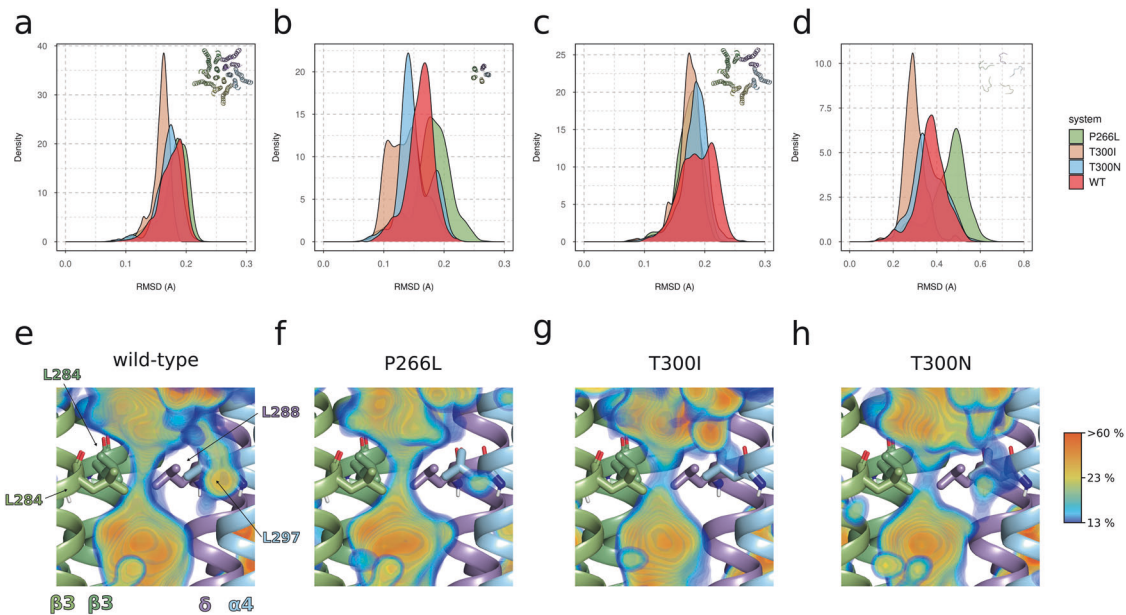 a
b
c
d
40
30
20
10
0
Density
0.0 0.1 0.2 0.3
RMSD (A)
20
15
10
5
0
Density
0.0 0.1 0.2 0.3
RMSD (A)
25
20
15
10
5
0
Density
0.0 0.1 0.2 0.3
RMSD (A)
10.0
7.5
5.0
2.5
0.0
Density
0.0 0.2 0.4 0.6 0.8
RMSD (A)
system
P266L
T300I
T300N
WT
e
f
g
h
wild-type
P266L
T300I
T300N
L284
L288
L284
L297
β3 β3 δ α4
>60 %
23 %
13 %